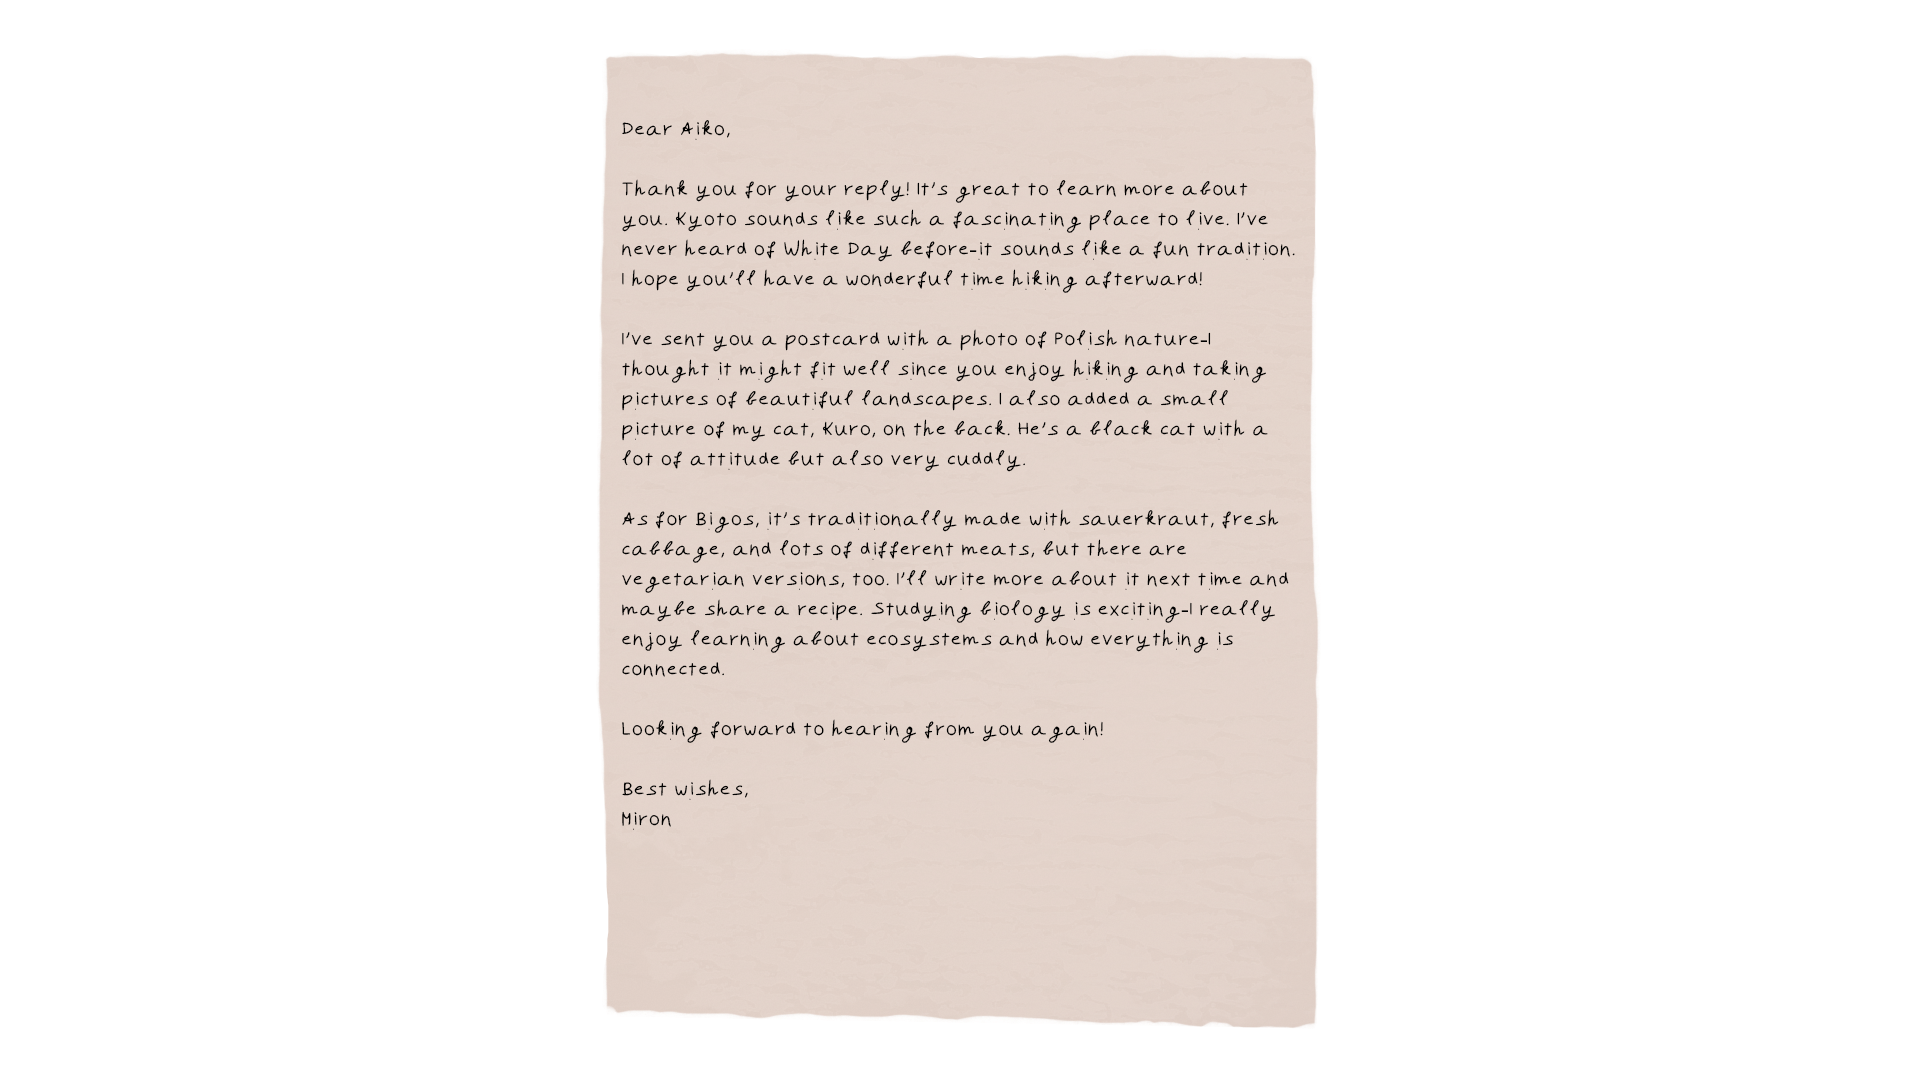 Dear Aiko,
Thank you for your reply! It's great to learn more about
you. Kyoto sounds like such a fascinating place to live. I've
never heard of White Day before-it sounds like a fun tradition.
I hope you'll have a wonderful time hiking afterward!
I've sent you a postcard with a photo of Polish nature-I
thought it might fit well since you enjoy hiking and taking
pictures of beautiful landscapes. I also added a small
picture of my cat, Kuro, on the back. He's a black cat with a
lot of attitude but also very cuddly.
As for Bigos, it's traditionally made with sauerkraut, fresh
cabbage, and lots of different meats, but there are
vegetarian versions, too. I'll write more about it next time and
maybe share a recipe. Studying biology is exciting-I really
enjoy learning about ecosystems and how everything is
connected.
Looking forward to hearing from you again!
Best wishes,
Miron